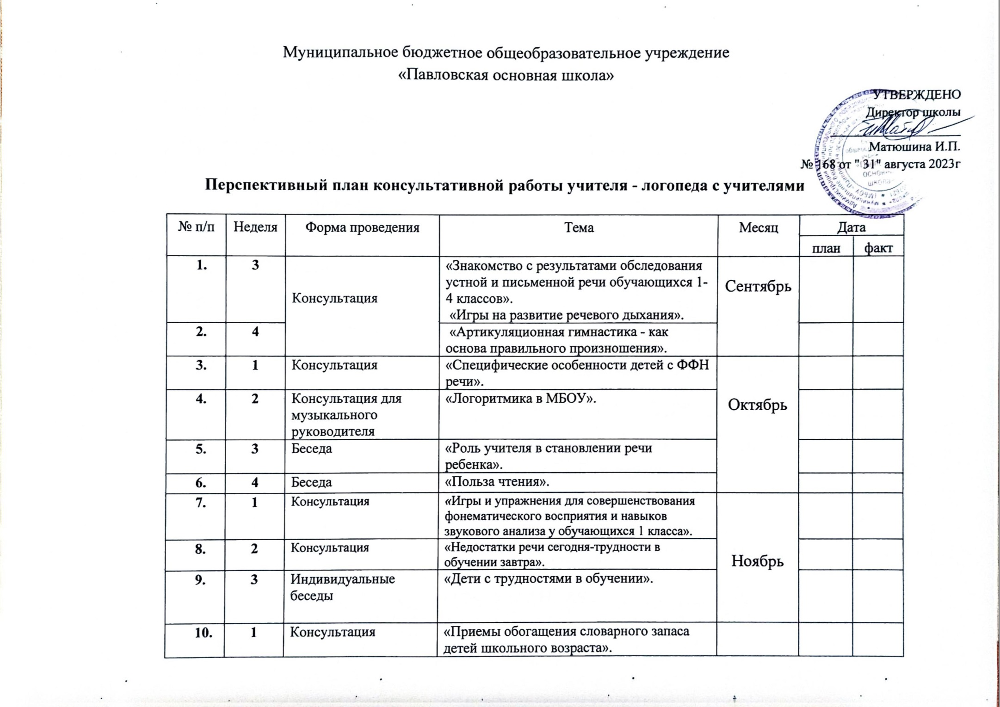 Муниципальное бюджетное общеобразовательное учреждение
«Павловская основная школа»
УТВЕРЖДЕНО
Директор школы
Матюшина И.П.
№ 168 от " 31" августа 2023г
Перспективный план консультативной работы учителя - логопеда с учителями
№ п/п Неделя Форма проведения Тема Месяц Дата
план факт
1. 3 Консультация «Знакомство с результатами обследования
устной и письменной речи обучающихся 1-
4 классов».
«Игры на развитие речевого дыхания».
Сентябрь
2. 4 «Артикуляционная гимнастика - как
основа правильного произношения».
3. 1 Консультация «Специфические особенности детей с ФФН
речи».
Октябрь
4. 2 Консультация для
музыкального
руководителя
«Логоритмика в МБОУ».
5. 3 Беседа «Роль учителя в становлении речи
ребенка».
6. 4 Беседа «Польза чтения».
7. 1 Консультация «Игры и упражнения для совершенствования
фонематического восприятия и навыков
звукового анализа у обучающихся 1 класса».
Ноябрь
8. 2 Консультация «Недостатки речи сегодня-трудности в
обучении завтра».
9. 3 Индивидуальные
беседы
«Дети с трудностями в обучении».
10. 1 Консультация «Приемы обогащения словарного запаса
детей школьного возраста».